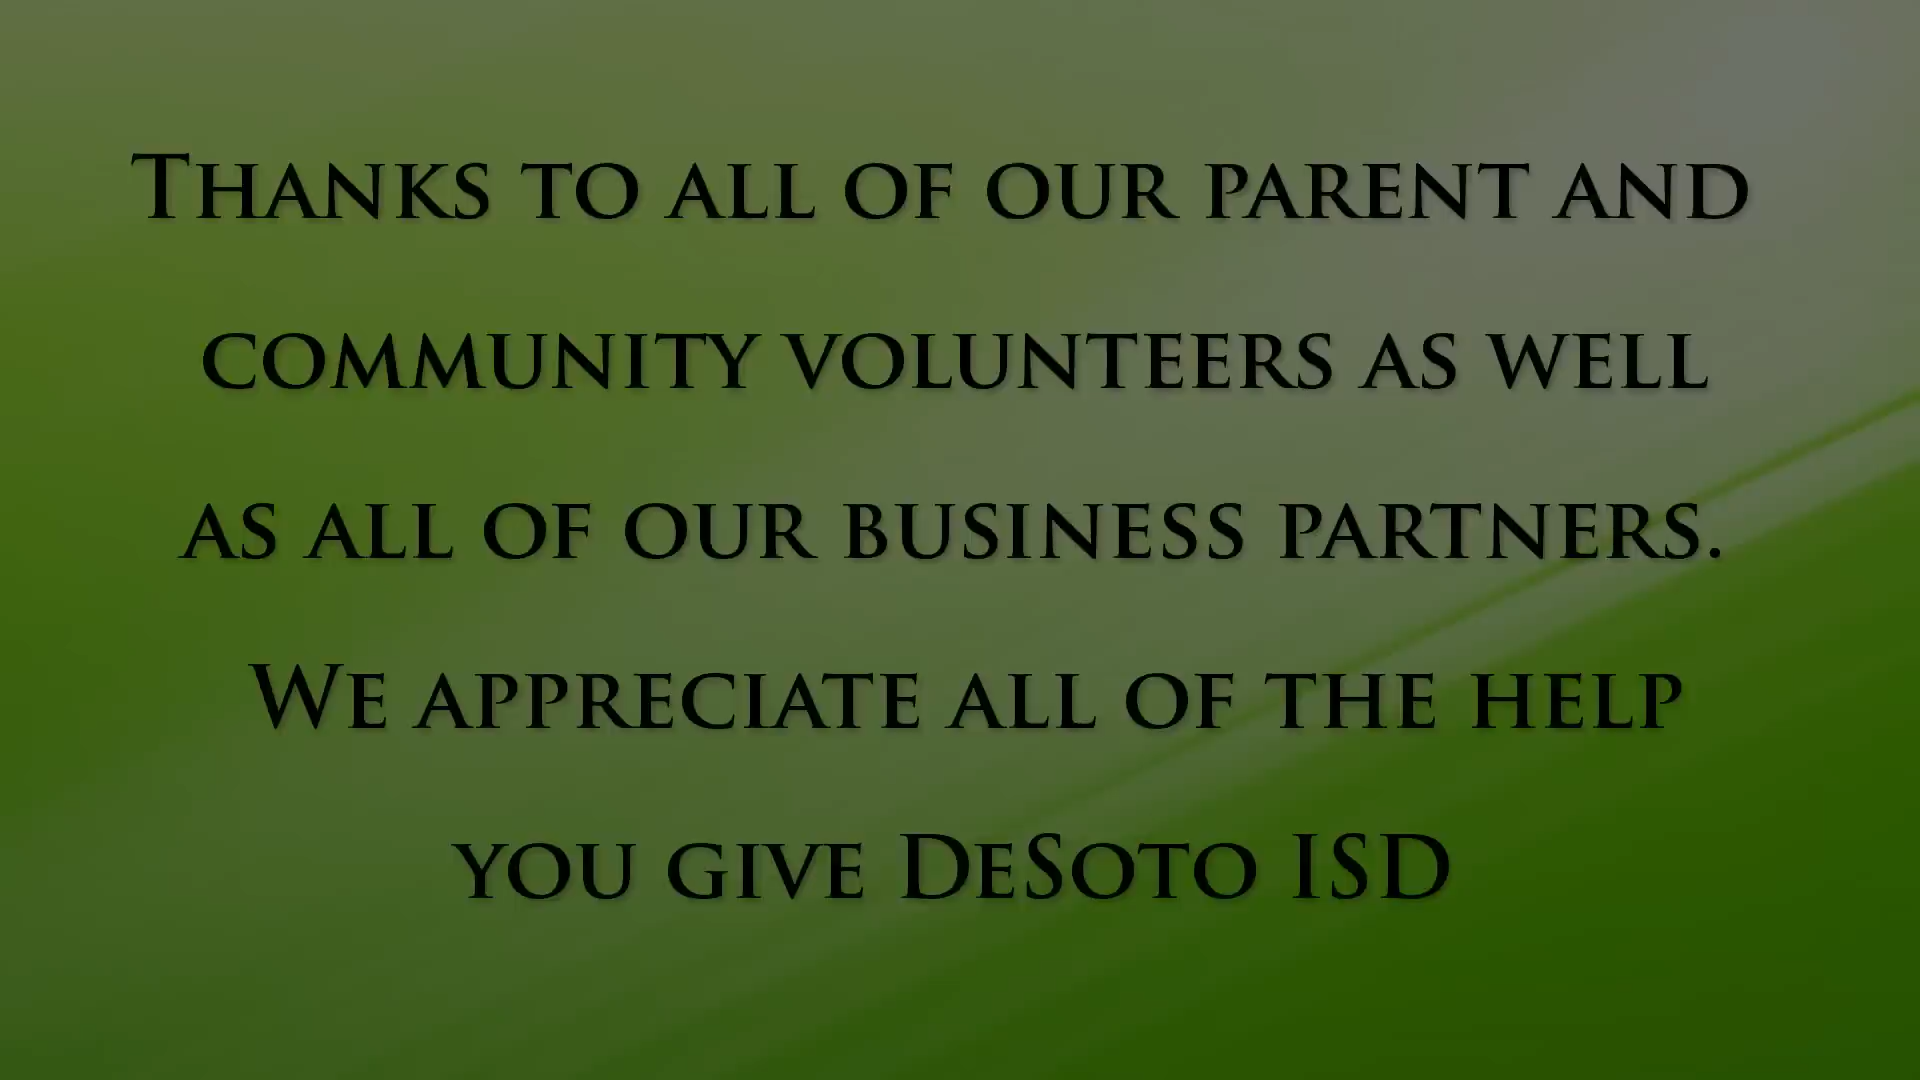 Thanks to all of our parent and
community volunteers as well
as all of our business partners.
We appreciate all of the help
you give DeSoto ISD